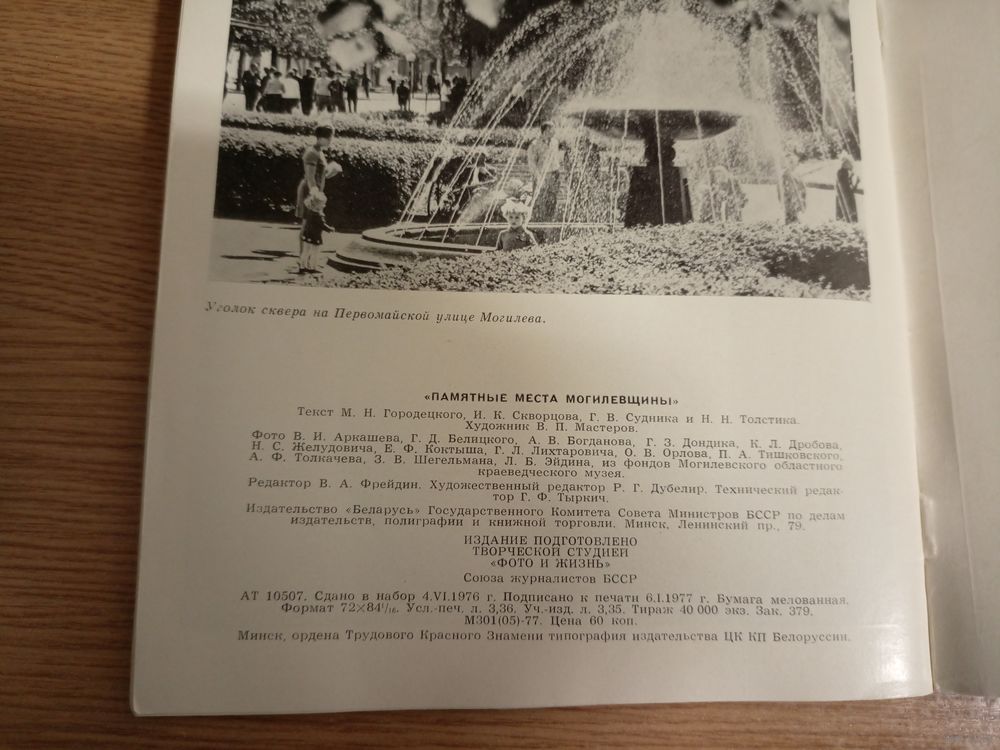 Уголок сквера на Первомайской улице Могилева.
«ПАМЯТНЫЕ МЕСТА МОГИЛЕВЩИНЫ»
Текст М. Н. Городецкого, И. К. Скворцова, Г. В. Судника и Н. Н. Толстика.
Художник В. П. Мастеров.
Фото В. И. Аркашева, Г. Д. Белицкого, А. В. Богданова, Г. З. Дондика, К. Л. Дробова,
Н. С. Желудовича, Е. Ф. Коктыша, Г. Л. Лихтаровича, О. В. Орлова, П. А. Тишковского,
А. Ф. Толкачева, З. В. Шегельмана, Л. Б. Эйдина, из фондов Могилевского областного
краеведческого музея.
Редактор В. А. Фрейдин. Художественный редактор Р. Г. Дубелир. Технический редак-
тор Г. Ф. Тыркич.
Издательство «Беларусь» Государственного Комитета Совета Министров БССР по делам
издательств, полиграфии и книжной торговли. Минск, Ленинский пр., 79.
ИЗДАНИЕ ПОДГОТОВЛЕНО
ТВОРЧЕСКОЙ СТУДИЕЙ
«ФОТО И ЖИЗНЬ»
Союза журналистов БССР
АТ 10507. Сдано в набор 4.VI.1976 г. Подписано к печати 6.I.1977 г. Бумага мелованная.
Формат 72×84¹/₁₆. Усл.-печ. л. 3,36. Уч.-изд. л. 3,35. Тираж 40 000 экз. Зак. 379.
М301(05)-77. Цена 60 коп.
Минск, ордена Трудового Красного Знамени типография издательства ЦК КП Белоруссии.